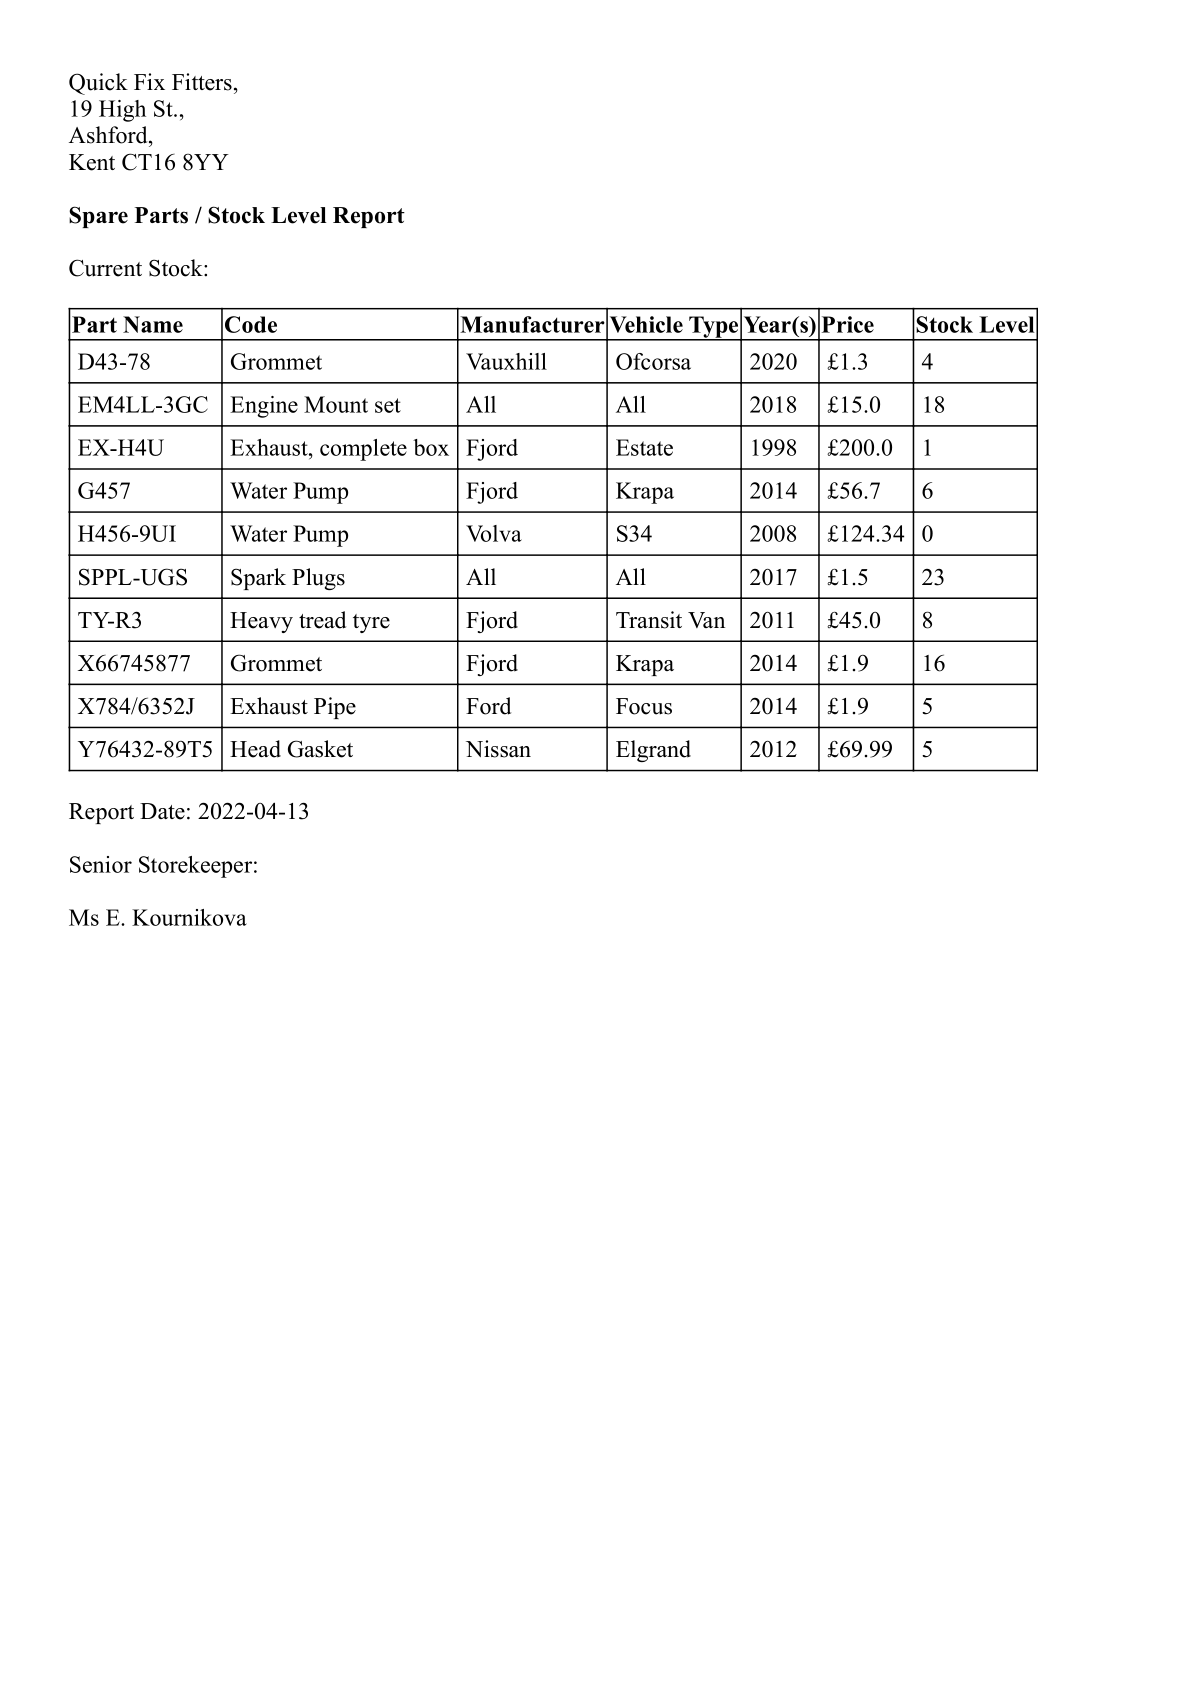 Quick Fix Fitters,
19 High St.,
Ashford,
Kent CT16 8YY
Spare Parts / Stock Level Report
Current Stock:
Part Name Code Manufacturer Vehicle Type Year(s) Price Stock Level
D43-78 Grommet Vauxhill Ofcorsa 2020 £1.3 4
EM4LL-3GC Engine Mount set All All 2018 £15.0 18
EX-H4U Exhaust, complete box Fjord Estate 1998 £200.0 1
G457 Water Pump Fjord Krapa 2014 £56.7 6
H456-9UI Water Pump Volva S34 2008 £124.34 0
SPPL-UGS Spark Plugs All All 2017 £1.5 23
TY-R3 Heavy tread tyre Fjord Transit Van 2011 £45.0 8
X66745877 Grommet Fjord Krapa 2014 £1.9 16
X784/6352J Exhaust Pipe Ford Focus 2014 £1.9 5
Y76432-89T5 Head Gasket Nissan Elgrand 2012 £69.99 5
Report Date: 2022-04-13
Senior Storekeeper:
Ms E. Kournikova